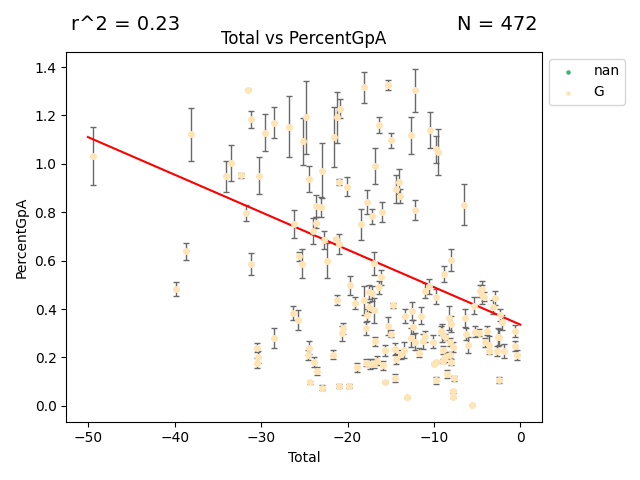 r^2 = 0.23
N = 472
Total vs PercentGpA
nan
G
PercentGpA
1.4
1.2
1.0
0.8
0.6
0.4
0.2
0.0
−50
−40
−30
−20
−10
0
Total